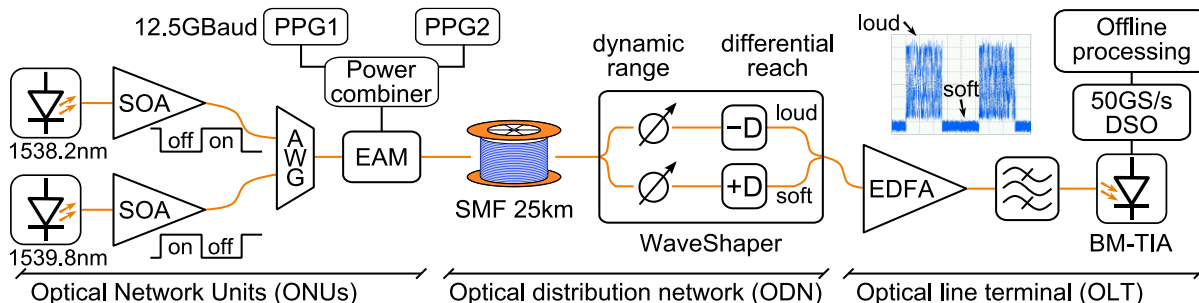 12.5GBaud
PPG1
PPG2
Power
combiner
SOA
off
on
1538.2nm
SOA
on
off
1539.8nm
AWG
EAM
SMF 25km
dynamic
range
differential
reach
loud
−D
+D
soft
WaveShaper
loud
soft
EDFA
Offline
processing
50GS/s
DSO
BM-TIA
Optical Network Units (ONUs)
Optical distribution network (ODN)
Optical line terminal (OLT)